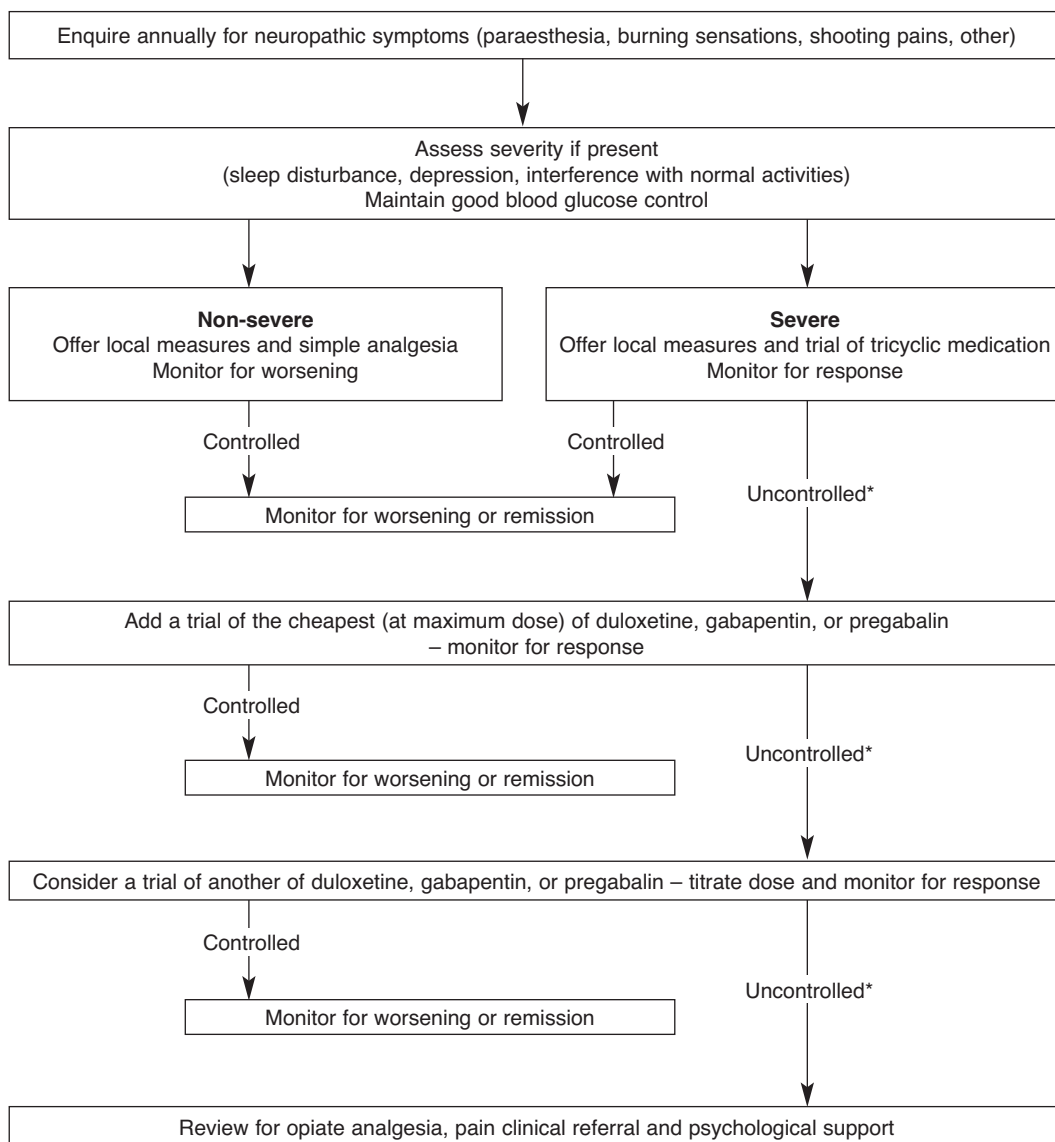 Enquire annually for neuropathic symptoms (paraesthesia, burning sensations, shooting pains, other)
Assess severity if present
(sleep disturbance, depression, interference with normal activities)
Maintain good blood glucose control
Non-severe
Offer local measures and simple analgesia
Monitor for worsening
Severe
Offer local measures and trial of tricyclic medication
Monitor for response
Controlled
Controlled
Monitor for worsening or remission
Uncontrolled*
Add a trial of the cheapest (at maximum dose) of duloxetine, gabapentin, or pregabalin
– monitor for response
Controlled
Monitor for worsening or remission
Uncontrolled*
Consider a trial of another of duloxetine, gabapentin, or pregabalin – titrate dose and monitor for response
Controlled
Monitor for worsening or remission
Uncontrolled*
Review for opiate analgesia, pain clinical referral and psychological support